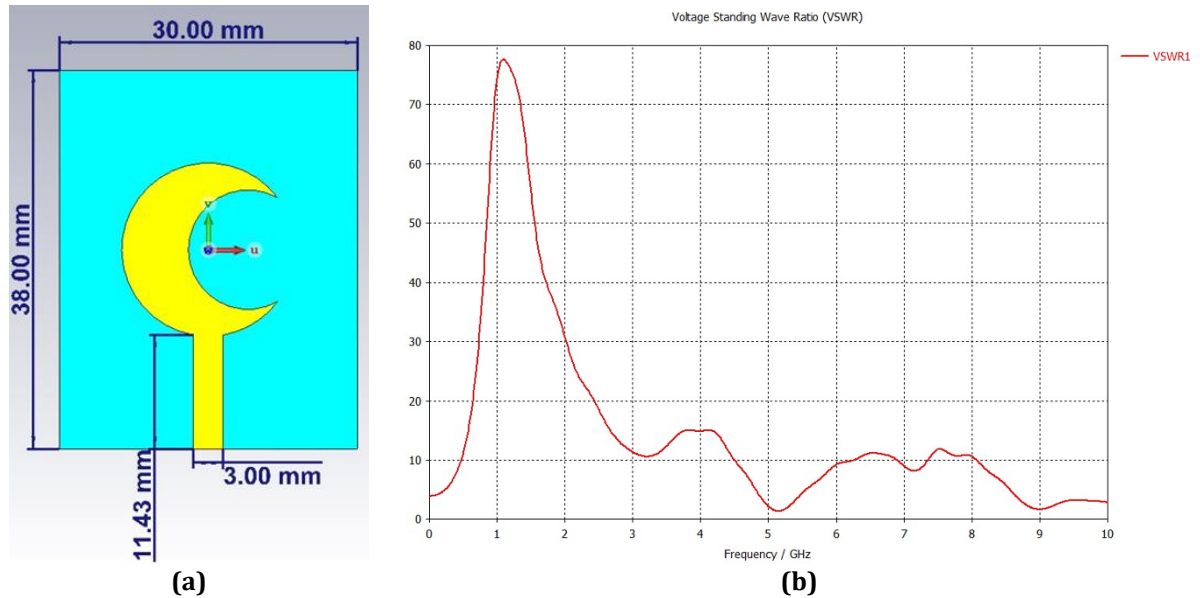 30.00 mm
38.00 mm
v
w
u
11.43 mm
3.00 mm
(a)
Voltage Standing Wave Ratio (VSWR)
VSWR1
80
70
60
50
40
30
20
10
0
0 1 2 3 4 5 6 7 8 9 10
Frequency / GHz
(b)